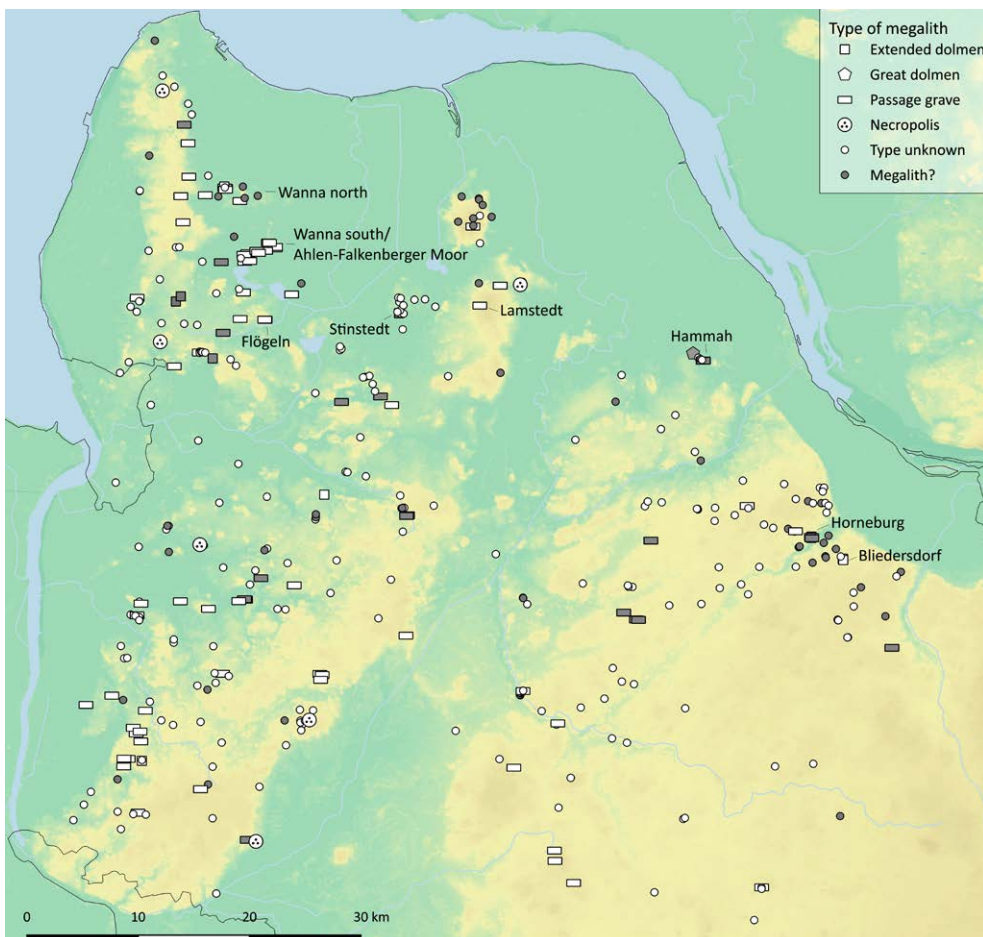 Type of megalith
Extended dolmen
Great dolmen
Passage grave
Necropolis
Type unknown
Megalith?
Wanna north
Wanna south/
Ahlen-Falkenberger Moor
Lamstedt
Stinstedt
Flögeln
Hammah
Horneburg
Bliedersdorf
0 10 20 30 km